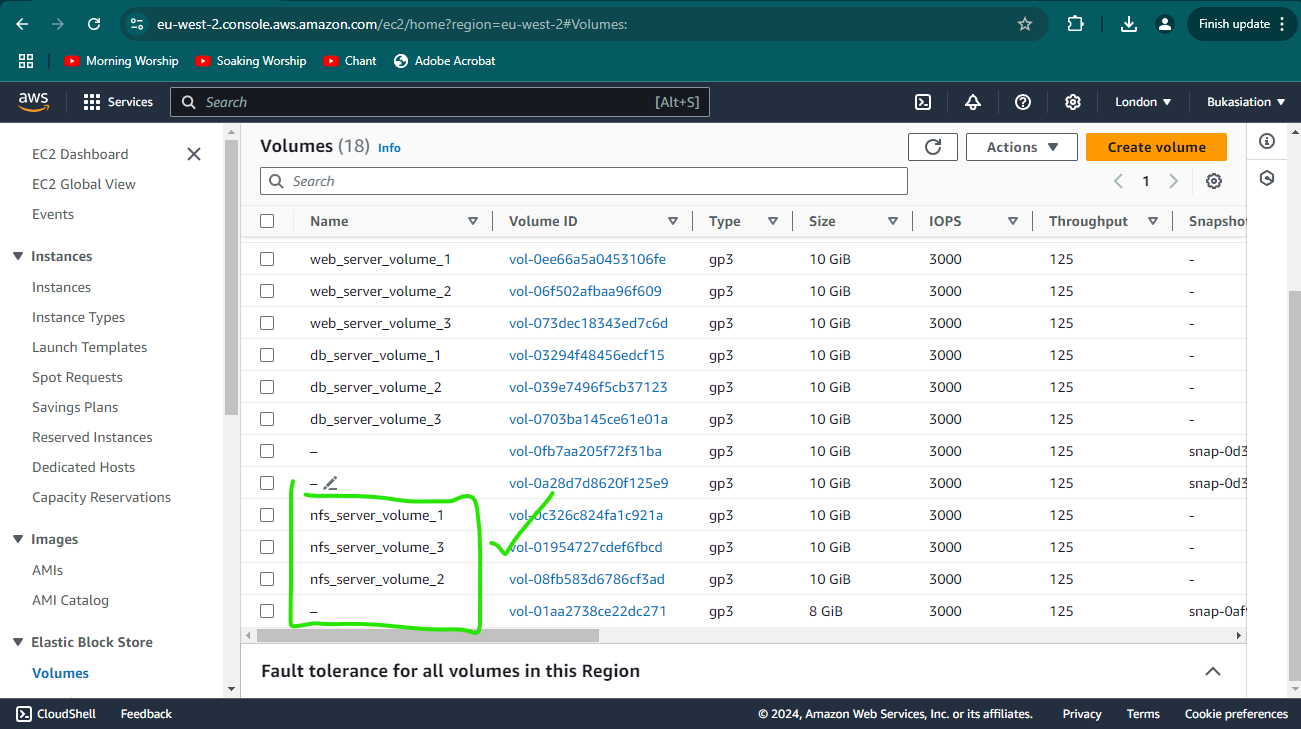 eu-west-2.console.aws.amazon.com/ec2/home?region=eu-west-2#Volumes:
Finish update
Morning Worship
Soaking Worship
Chant
Adobe Acrobat
aws
Services
Search
[Alt+S]
London
Bukasiation
EC2 Dashboard
EC2 Global View
Events
Instances
Instances
Instance Types
Launch Templates
Spot Requests
Savings Plans
Reserved Instances
Dedicated Hosts
Capacity Reservations
Images
AMIs
AMI Catalog
Elastic Block Store
Volumes
Volumes (18) Info
Actions
Create volume
Search
1
Name Volume ID Type Size IOPS Throughput Snapshot
web_server_volume_1 vol-0ee66a5a0453106fe gp3 10 GiB 3000 125 -
web_server_volume_2 vol-06f502afbaa96f609 gp3 10 GiB 3000 125 -
web_server_volume_3 vol-073dec18343ed7c6d gp3 10 GiB 3000 125 -
db_server_volume_1 vol-03294f48456edcf15 gp3 10 GiB 3000 125 -
db_server_volume_2 vol-039e7496f5cb37123 gp3 10 GiB 3000 125 -
db_server_volume_3 vol-0703ba145ce61e01a gp3 10 GiB 3000 125 -
– vol-0fb7aa205f72f31ba gp3 10 GiB 3000 125 snap-0d3
– vol-0a28d7d8620f125e9 gp3 10 GiB 3000 125 snap-0d3
nfs_server_volume_1 vol-0c326c824fa1c921a gp3 10 GiB 3000 125 -
nfs_server_volume_3 vol-01954727cdef6fbcd gp3 10 GiB 3000 125 -
nfs_server_volume_2 vol-08fb583d6786cf3ad gp3 10 GiB 3000 125 -
– vol-01aa2738ce22dc271 gp3 8 GiB 3000 125 snap-0af9
Fault tolerance for all volumes in this Region
CloudShell
Feedback
© 2024, Amazon Web Services, Inc. or its affiliates.
Privacy
Terms
Cookie preferences